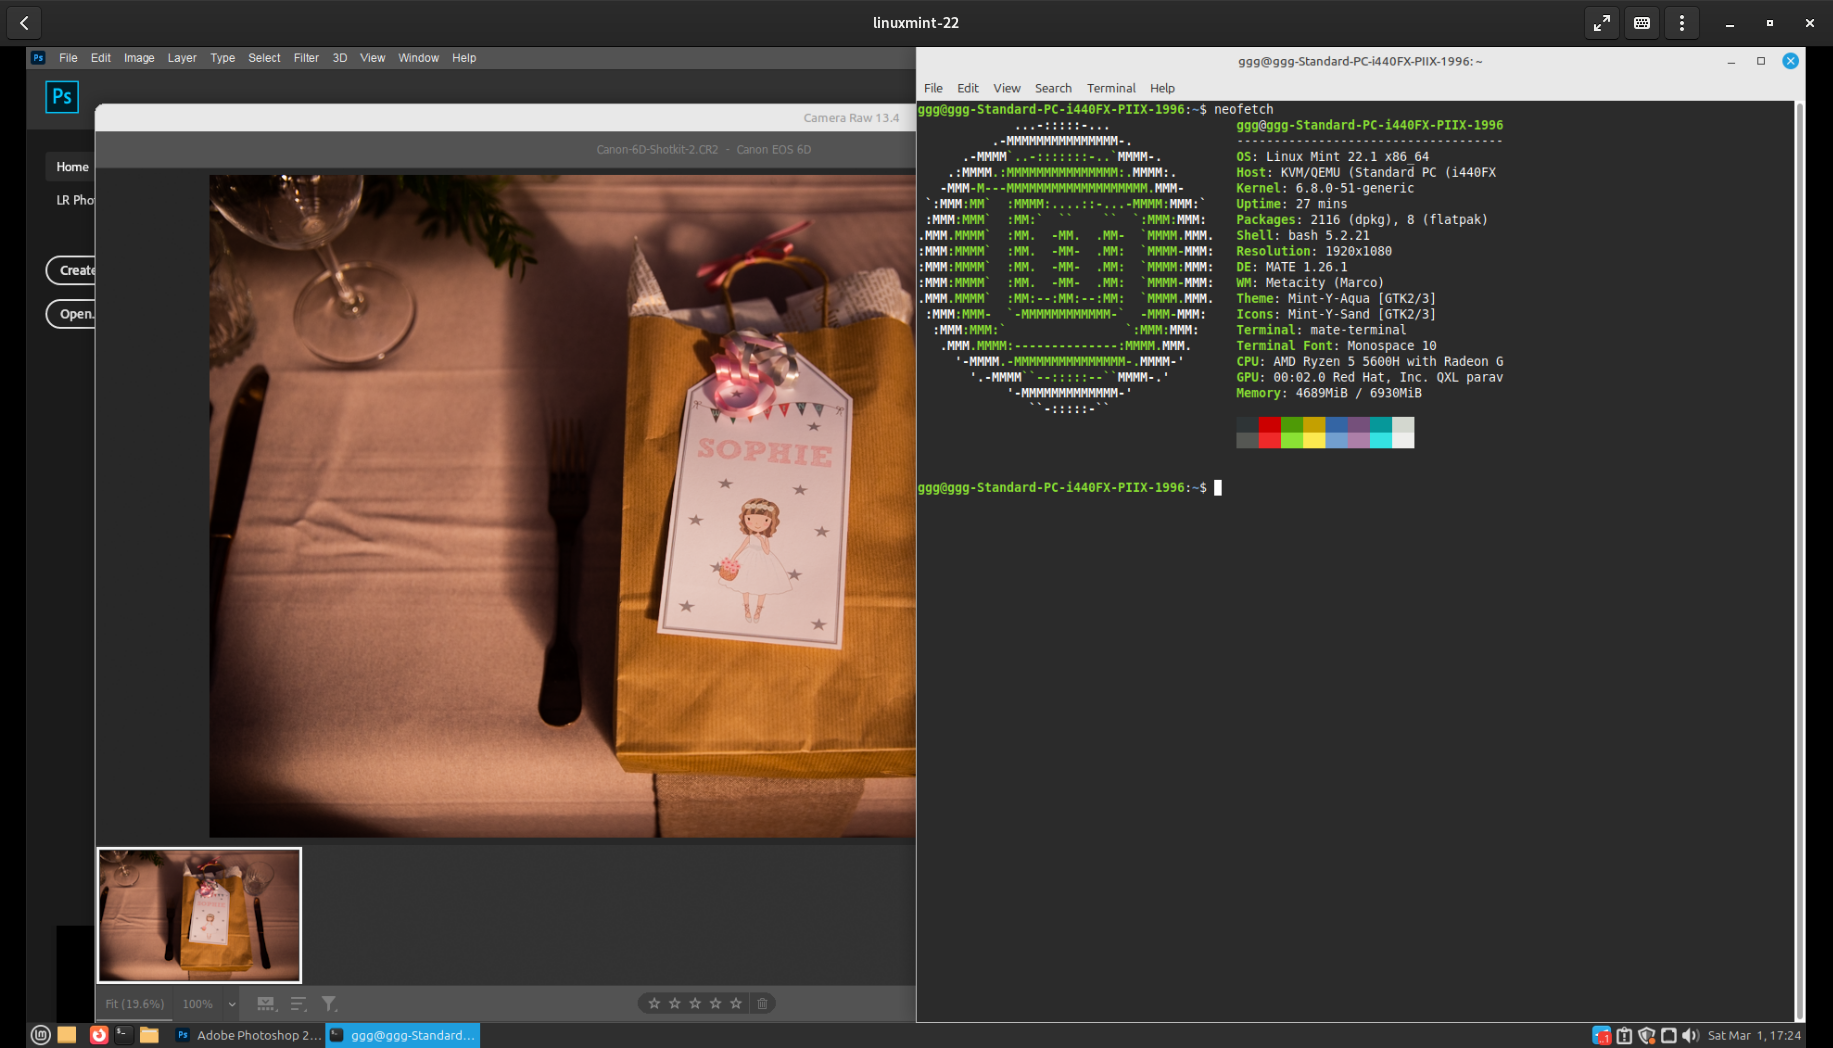 linuxmint-22
Ps File Edit Image Layer Type Select Filter 3D View Window Help
Ps
Camera Raw 13.4
Canon-6D-Shotkit-2.CR2 - Canon EOS 6D
Home
LR Pho
Create
Open.
SOPHIE
Fit (19.6%) 100%
ggg@ggg-Standard-PC-i440FX-PIIX-1996: ~
File Edit View Search Terminal Help
ggg@ggg-Standard-PC-i440FX-PIIX-1996:~$ neofetch
ggg@ggg-Standard-PC-i440FX-PIIX-1996
------------------------------------
OS: Linux Mint 22.1 x86_64
Host: KVM/QEMU (Standard PC (i440FX
Kernel: 6.8.0-51-generic
Uptime: 27 mins
Packages: 2116 (dpkg), 8 (flatpak)
Shell: bash 5.2.21
Resolution: 1920x1080
DE: MATE 1.26.1
WM: Metacity (Marco)
Theme: Mint-Y-Aqua [GTK2/3]
Icons: Mint-Y-Sand [GTK2/3]
Terminal: mate-terminal
Terminal Font: Monospace 10
CPU: AMD Ryzen 5 5600H with Radeon G
GPU: 00:02.0 Red Hat, Inc. QXL parav
Memory: 4689MiB / 6930MiB
ggg@ggg-Standard-PC-i440FX-PIIX-1996:~$
Ps Adobe Photoshop 2... ggg@ggg-Standard... Sat Mar 1, 17:24